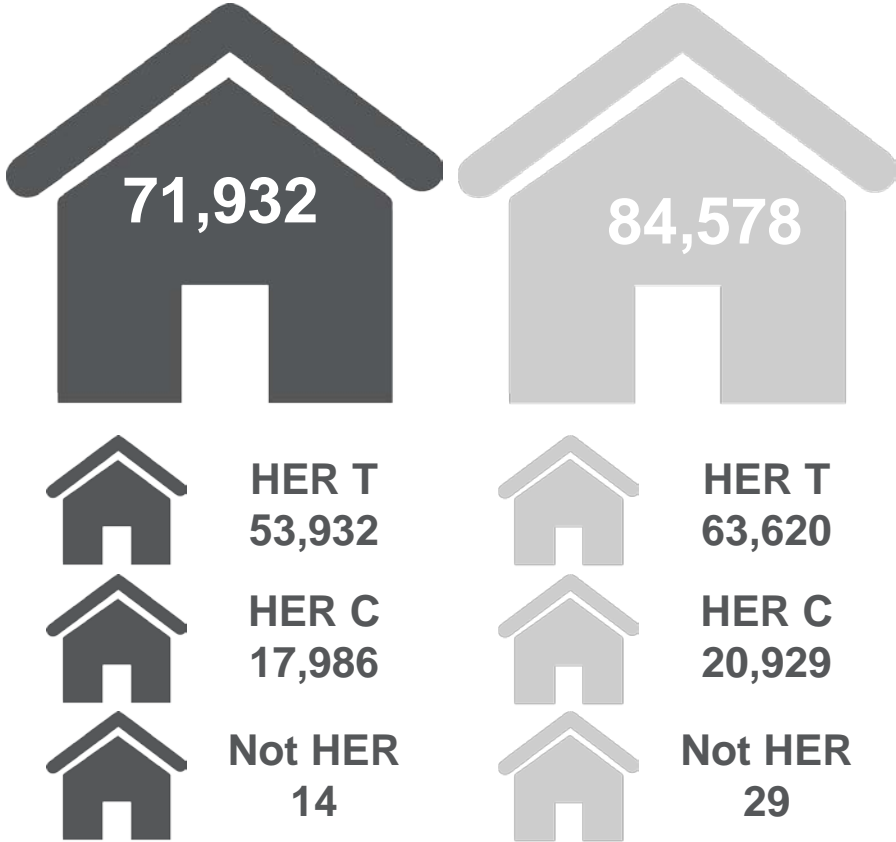 71,932
84,578
HER T
53,932
HER C
17,986
Not HER
14
HER T
63,620
HER C
20,929
Not HER
29